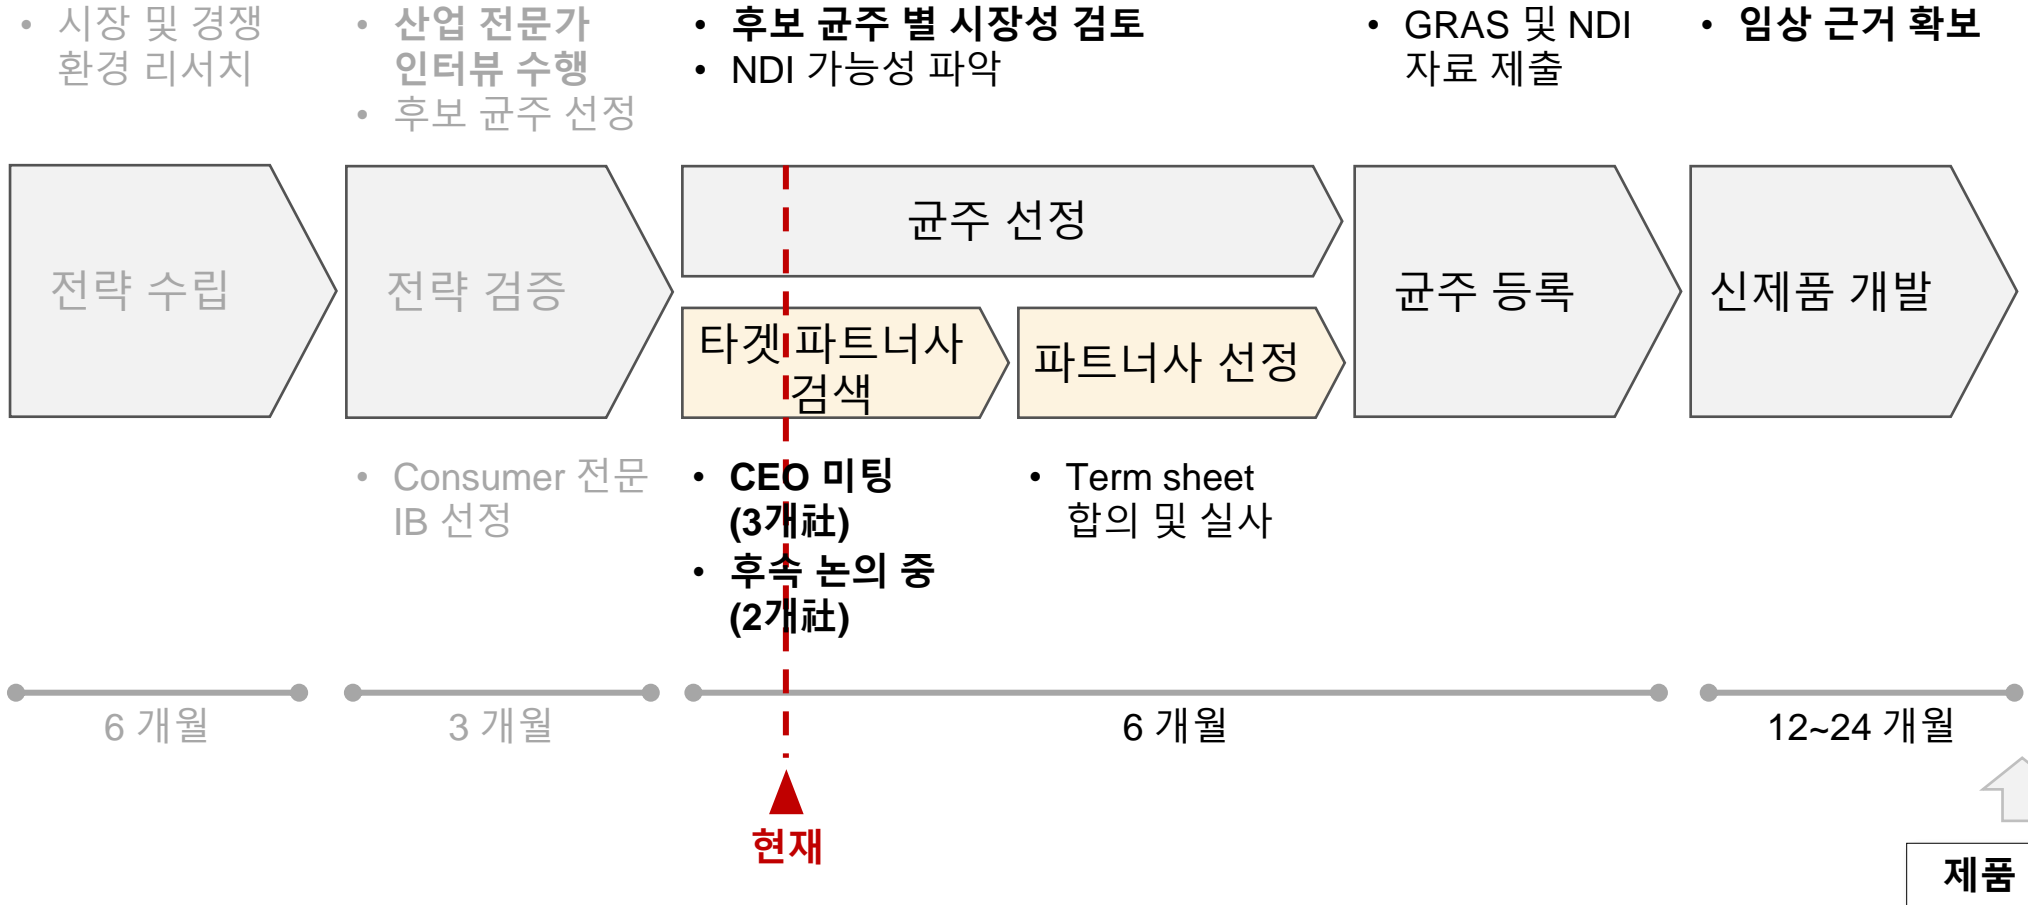 • 시장 및 경쟁
환경 리서치
• 산업 전문가
인터뷰 수행
• 후보 균주 선정
• 후보 균주 별 시장성 검토
• NDI 가능성 파악
• GRAS 및 NDI
자료 제출
• 임상 근거 확보
전략 수립
전략 검증
균주 선정
타겟 파트너사
검색
파트너사 선정
균주 등록
신제품 개발
• Consumer 전문
IB 선정
• CEO 미팅
(3개社)
• 후속 논의 중
(2개社)
• Term sheet
합의 및 실사
6 개월
3 개월
6 개월
12~24 개월
현재
제품